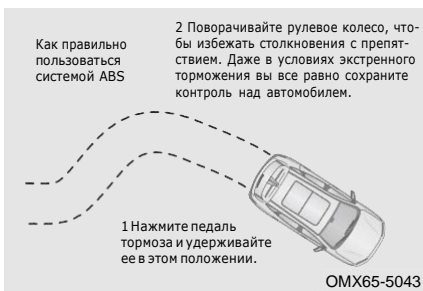 Как правильно
пользоваться
системой ABS
2 Поворачивайте рулевое колесо, что-
бы избежать столкновения с препят-
ствием. Даже в условиях экстренного
торможения вы все равно сохраните
контроль над автомобилем.
1 Нажмите педаль
тормоза и удерживайте
ее в этом положении.
OMX65-5043